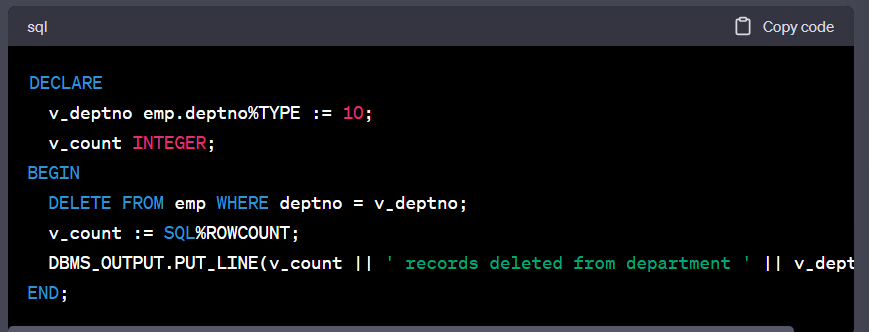 sql
Copy code
DECLARE
v_deptno emp.deptno%TYPE := 10;
v_count INTEGER;
BEGIN
DELETE FROM emp WHERE deptno = v_deptno;
v_count := SQL%ROWCOUNT;
DBMS_OUTPUT.PUT_LINE(v_count || ' records deleted from department ' || v_dept
END;